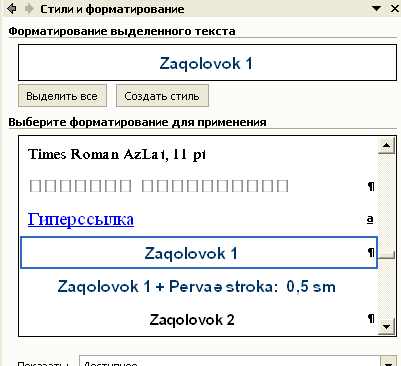 Стили и форматирование
Форматирование выделенного текста
Zaqolovok 1
Выделить все Создать стиль
Выберите форматирование для применения
Times Roman AzLat, 11 pt
¶
Гиперссылка a
Zaqolovok 1 ¶
Zaqolovok 1 + Pervaə stroka: 0,5 sm
Zaqolovok 2 ¶
Показать: Доступное